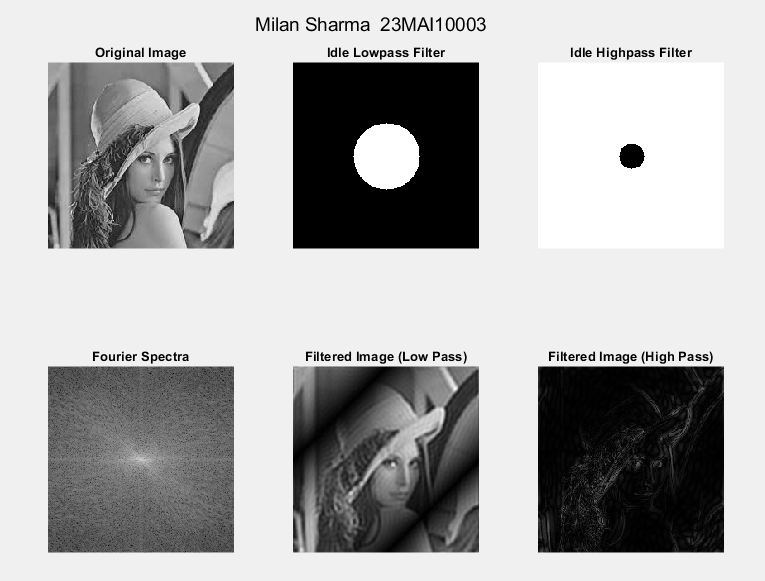 Milan Sharma  23MAI10003
Original Image
Idle Lowpass Filter
Idle Highpass Filter
Fourier Spectra
Filtered Image (Low Pass)
Filtered Image (High Pass)